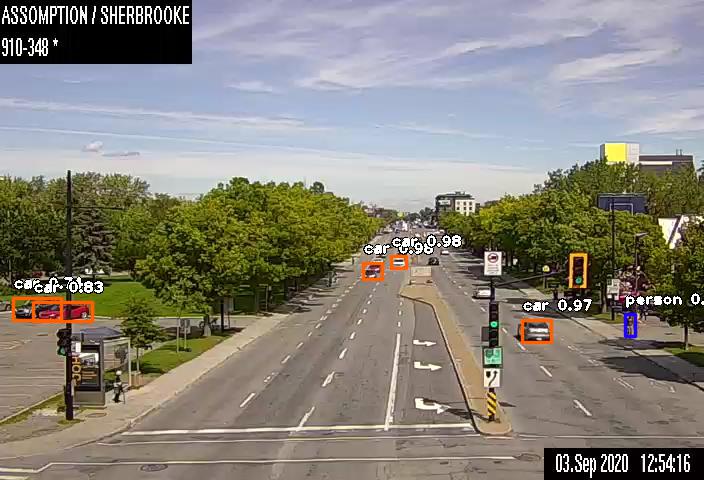 ASSOMPTION / SHERBROOKE
910-348 *
car 0.98
car 0.83
car 0.97
person 0.
03.Sep 2020 12:54:16